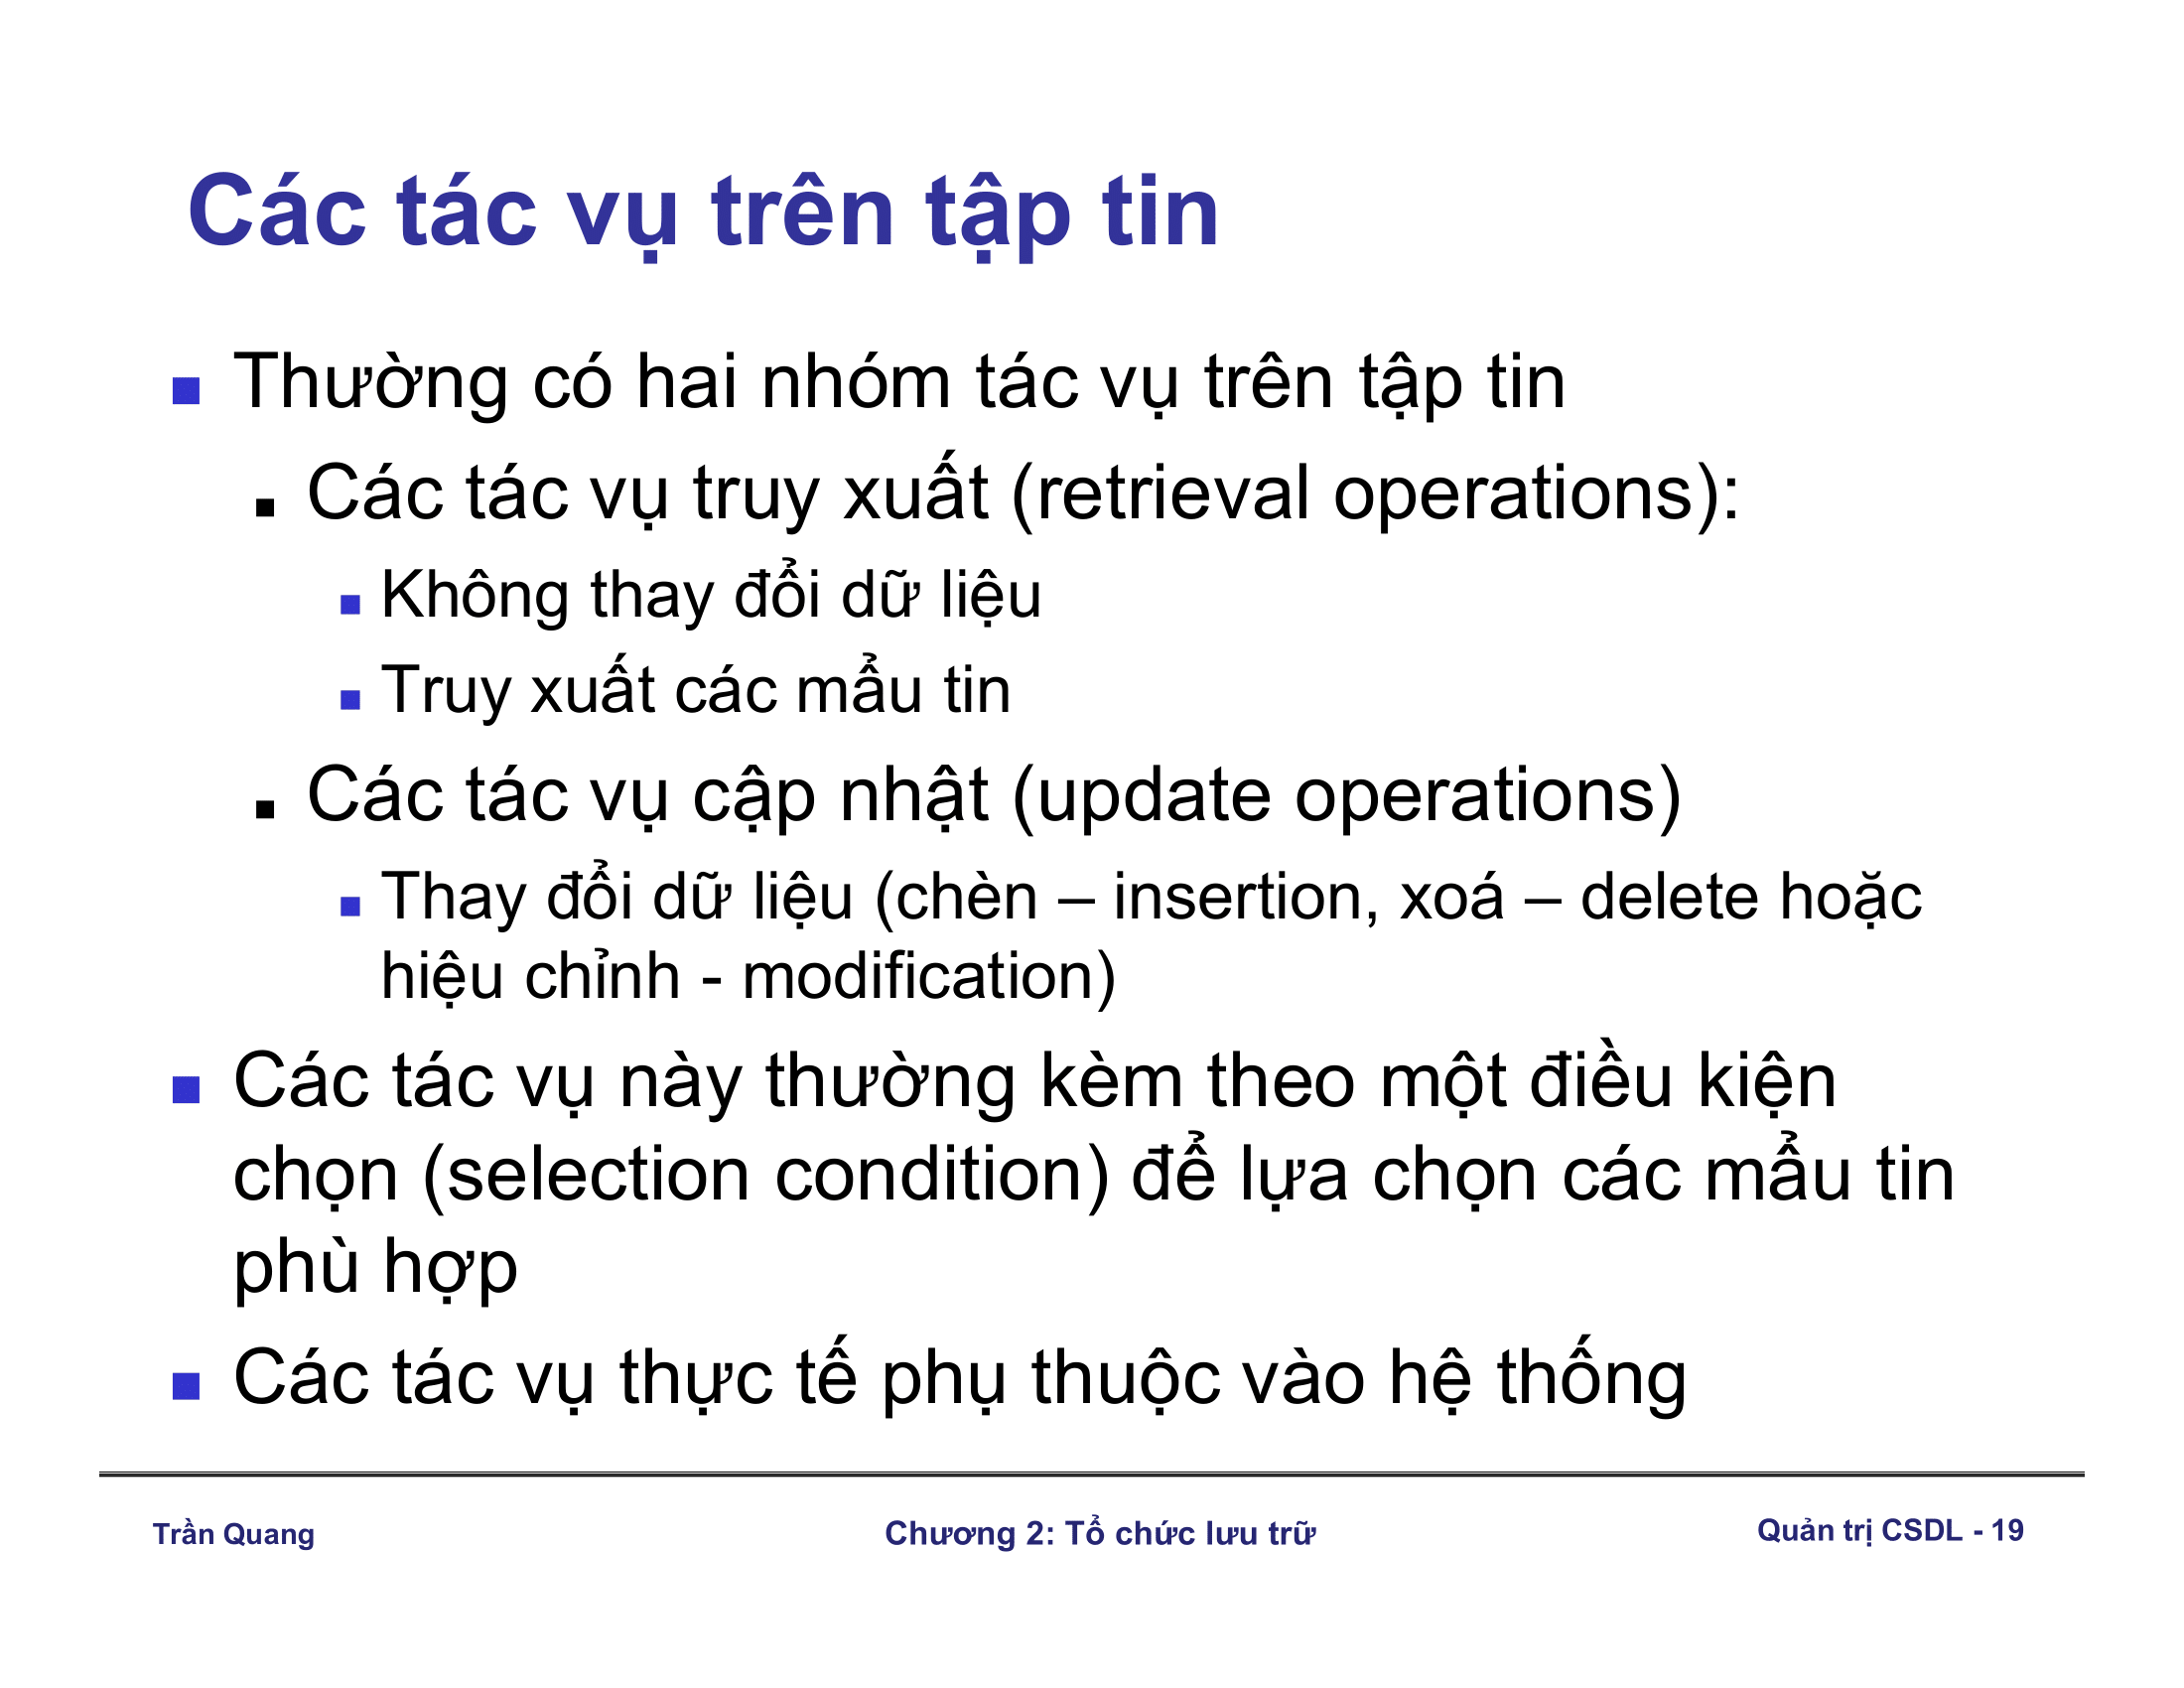 Các tác vụ trên tập tin
Thường có hai nhóm tác vụ trên tập tin
Các tác vụ truy xuất (retrieval operations):
Không thay đổi dữ liệu
Truy xuất các mẩu tin
Các tác vụ cập nhật (update operations)
Thay đổi dữ liệu (chèn – insertion, xoá – delete hoặc
hiệu chỉnh - modification)
Các tác vụ này thường kèm theo một điều kiện
chọn (selection condition) để lựa chọn các mẩu tin
phù hợp
Các tác vụ thực tế phụ thuộc vào hệ thống
Trần Quang
Chương 2: Tổ chức lưu trữ
Quản trị CSDL - 19